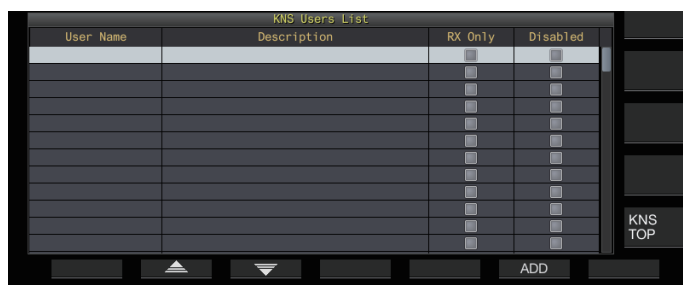 KNS Users List
User Name Description RX Only Disabled
KNS
TOP
ADD